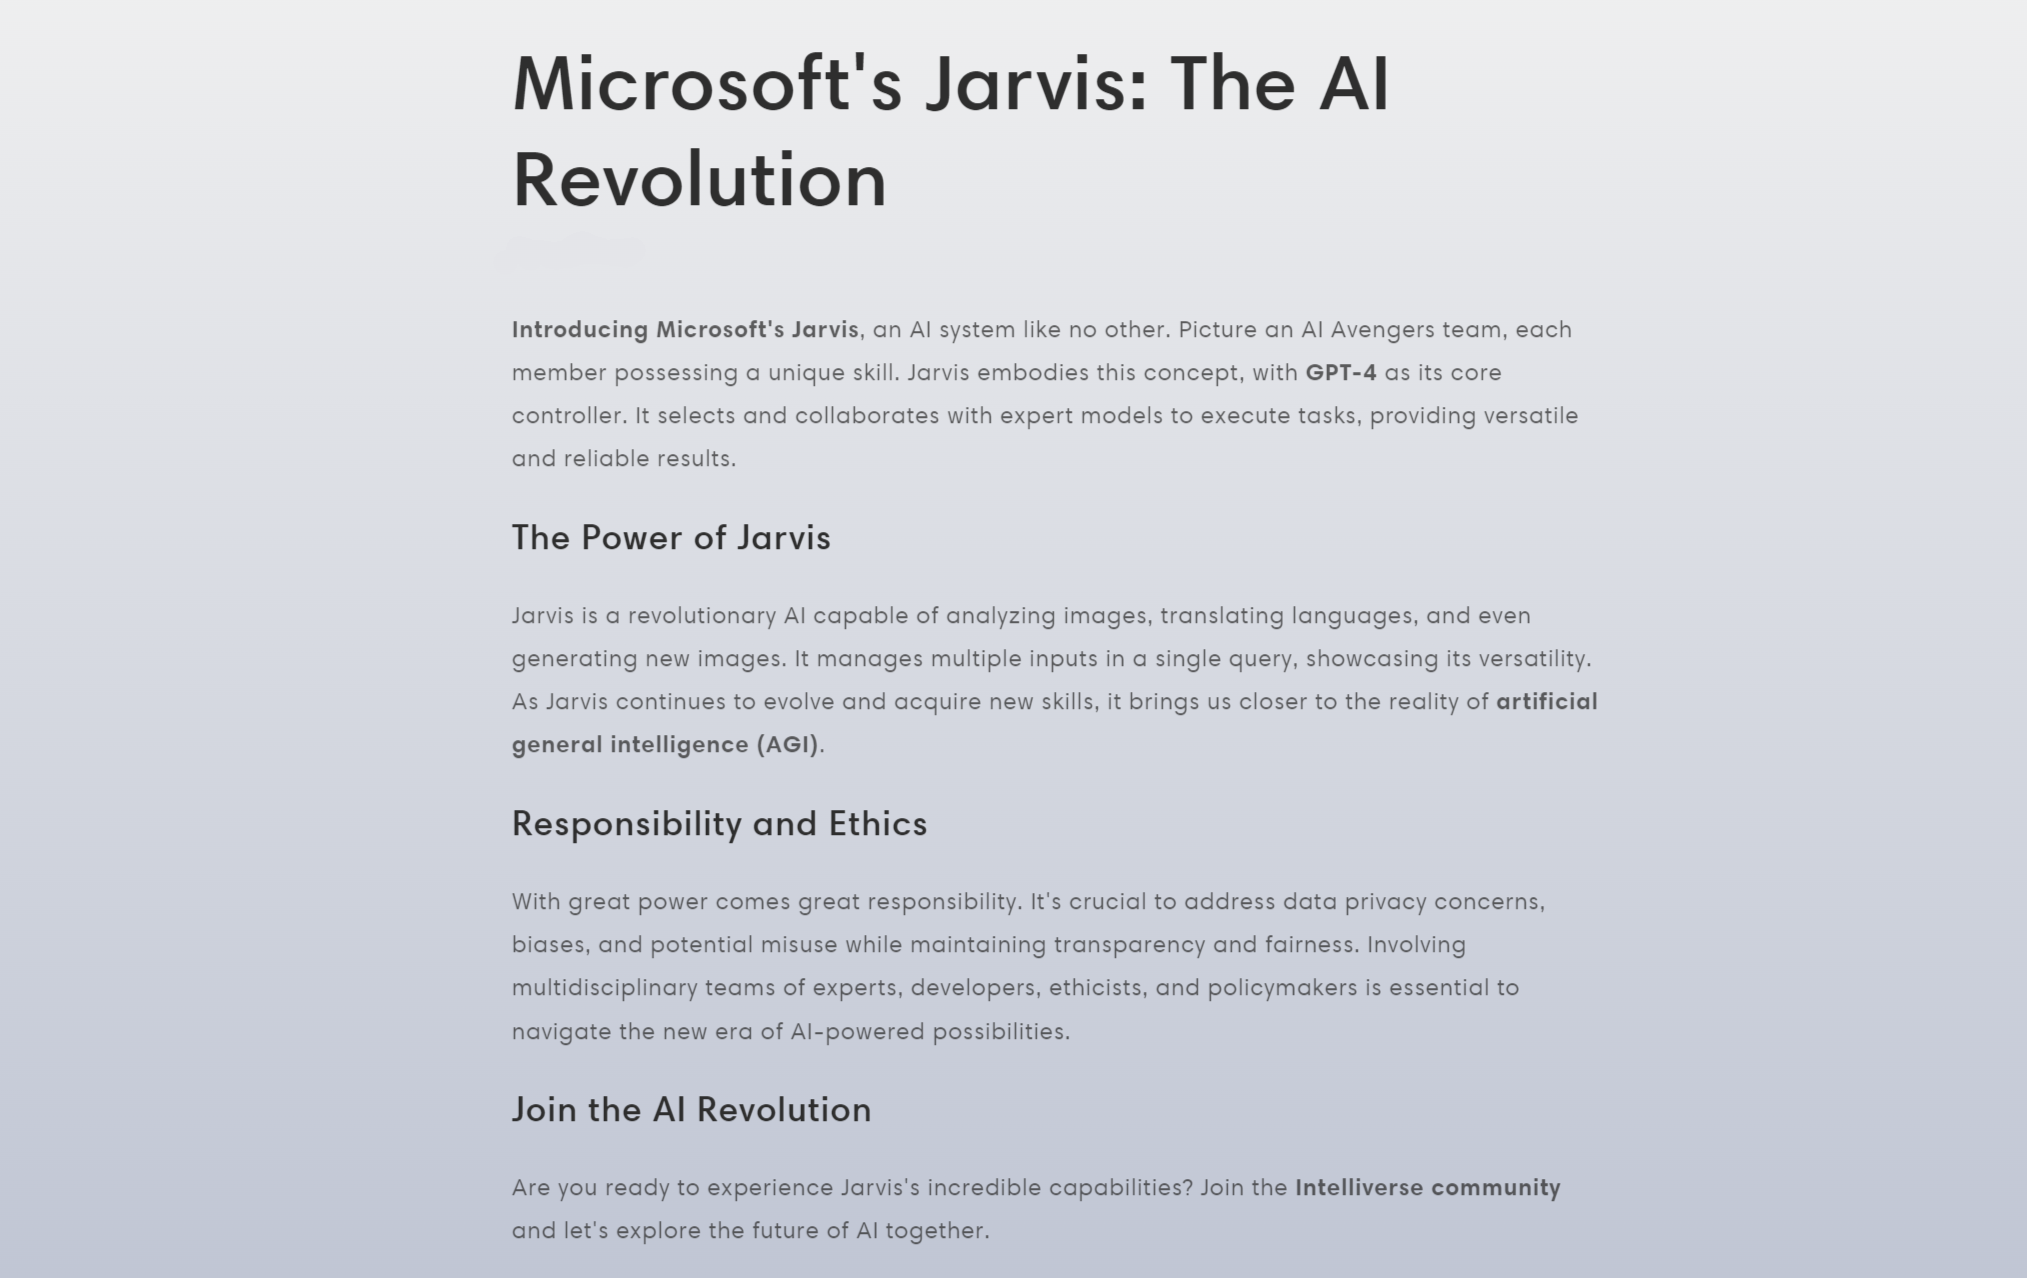 Microsoft's Jarvis: The AI
Revolution
Introducing Microsoft's Jarvis, an AI system like no other. Picture an AI Avengers team, each
member possessing a unique skill. Jarvis embodies this concept, with GPT-4 as its core
controller. It selects and collaborates with expert models to execute tasks, providing versatile
and reliable results.
The Power of Jarvis
Jarvis is a revolutionary AI capable of analyzing images, translating languages, and even
generating new images. It manages multiple inputs in a single query, showcasing its versatility.
As Jarvis continues to evolve and acquire new skills, it brings us closer to the reality of artificial
general intelligence (AGI).
Responsibility and Ethics
With great power comes great responsibility. It's crucial to address data privacy concerns,
biases, and potential misuse while maintaining transparency and fairness. Involving
multidisciplinary teams of experts, developers, ethicists, and policymakers is essential to
navigate the new era of AI-powered possibilities.
Join the AI Revolution
Are you ready to experience Jarvis's incredible capabilities? Join the Intelliverse community
and let's explore the future of AI together.